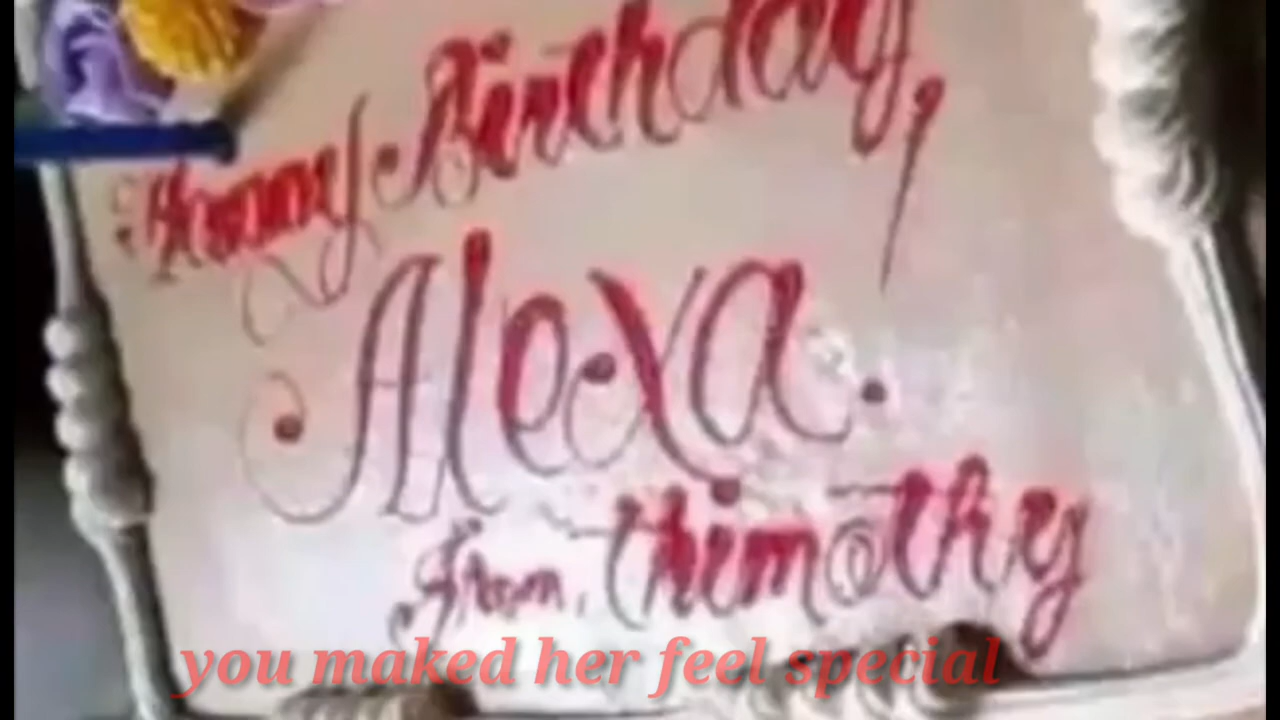 Happy Birthday,
Alexa.
from, Thimothy
you maked her feel special